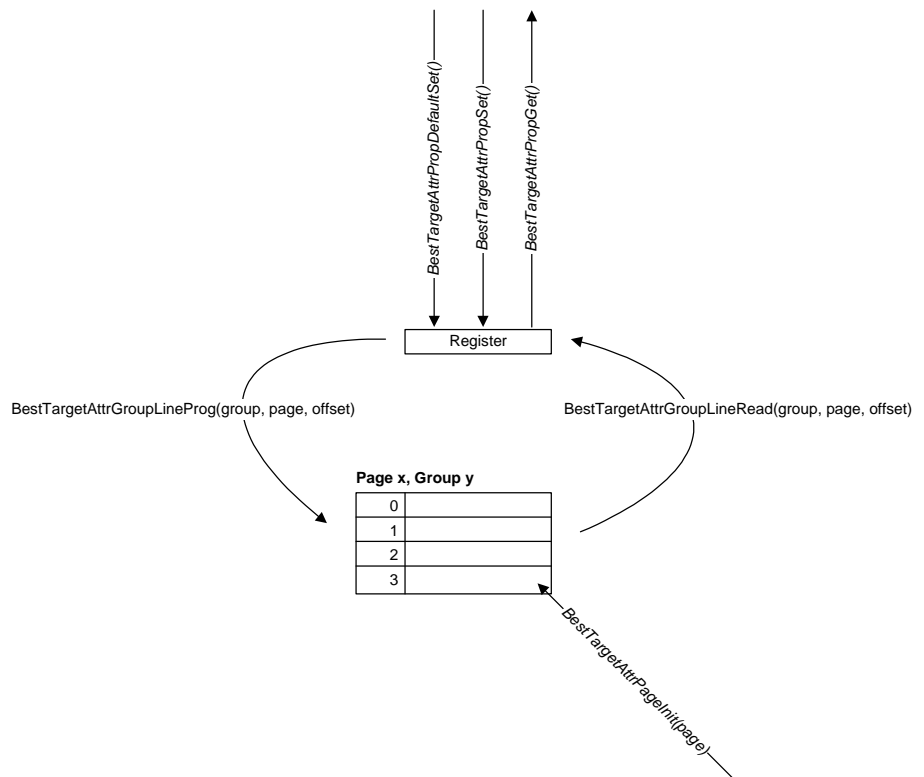 BestTargetAttrPropDefaultSet()
BestTargetAttrPropSet()
BestTargetAttrPropGet()
Register
BestTargetAttrGroupLineProg(group, page, offset)
BestTargetAttrGroupLineRead(group, page, offset)
Page x, Group y
0
1
2
3
BestTargetAttrPageInit(page)